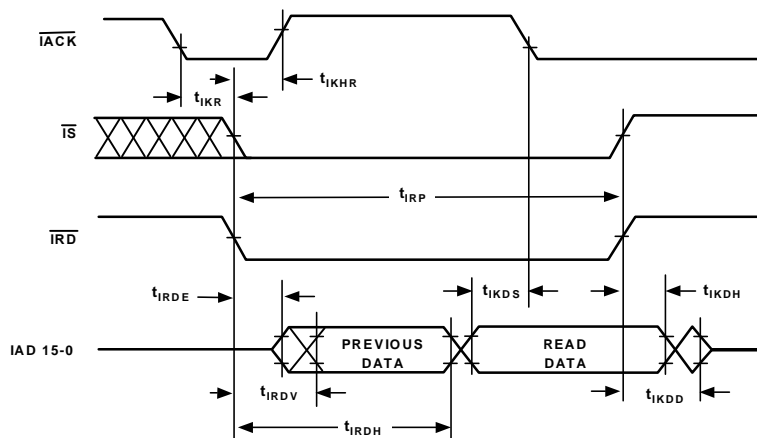 IACK
tIKHR
tIKR
IS
tIRP
IRD
tIRDE
tIKDS
tIKDH
IAD 15-0
PREVIOUS
DATA
READ
DATA
tIRDV
tIKDD
tIRDH